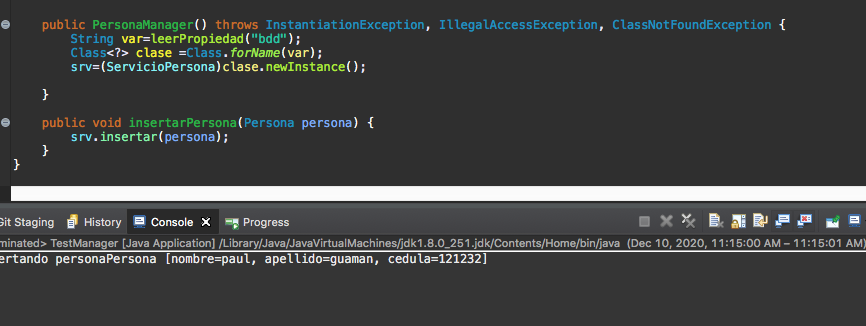 public PersonaManager() throws InstantiationException, IllegalAccessException, ClassNotFoundException {
String var=leerPropiedad("bdd");
Class<?> clase =Class.forName(var);
srv=(ServicioPersona)clase.newInstance();
}
public void insertarPersona(Persona persona) {
srv.insertar(persona);
}
}
Git Staging History Console Progress
minated> TestManager [Java Application] /Library/Java/JavaVirtualMachines/jdk1.8.0_251.jdk/Contents/Home/bin/java (Dec 10, 2020, 11:15:00 AM – 11:15:01 AM)
ertando personaPersona [nombre=paul, apellido=guaman, cedula=121232]